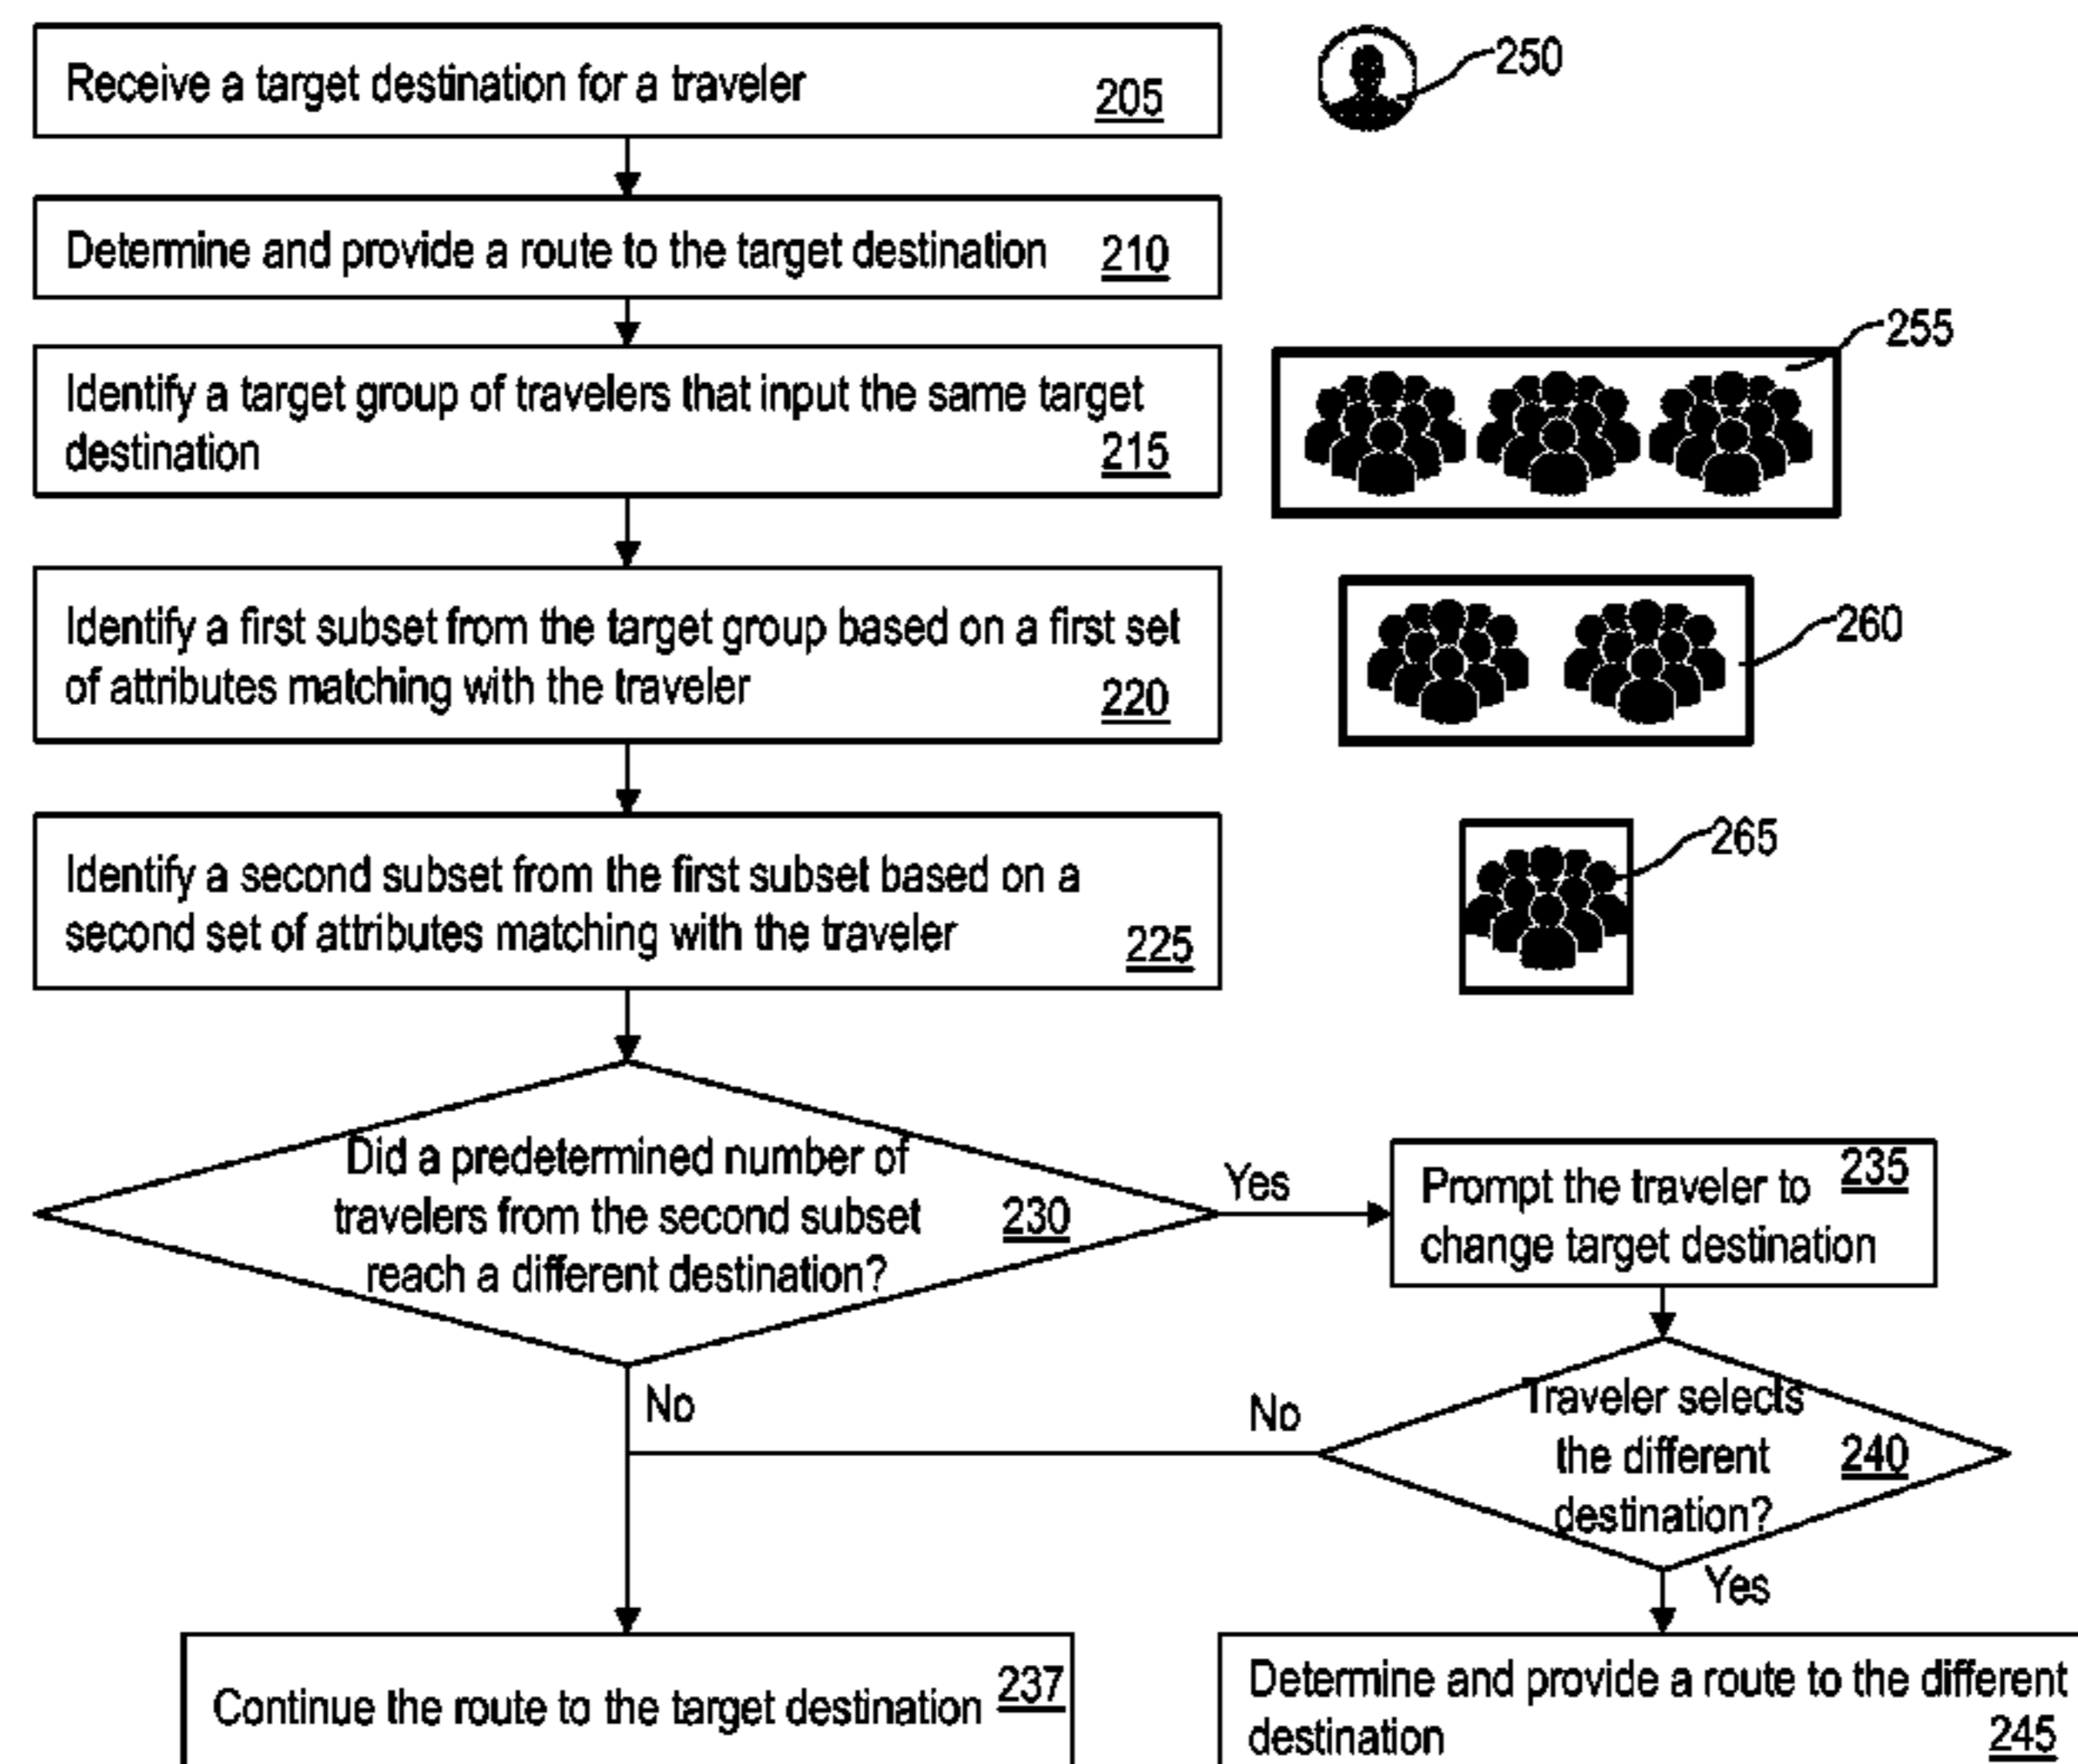 Receive a target destination for a traveler 205
250
Determine and provide a route to the target destination 210
255
Identify a target group of travelers that input the same target
destination 215
Identify a first subset from the target group based on a first set
of attributes matching with the traveler 220
260
Identify a second subset from the first subset based on a
second set of attributes matching with the traveler 225
265
Did a predetermined number of
travelers from the second subset 230
reach a different destination?
Yes
Prompt the traveler to 235
change target destination
No
No
Traveler selects
the different 240
destination?
Yes
Continue the route to the target destination 237
Determine and provide a route to the different
destination 245